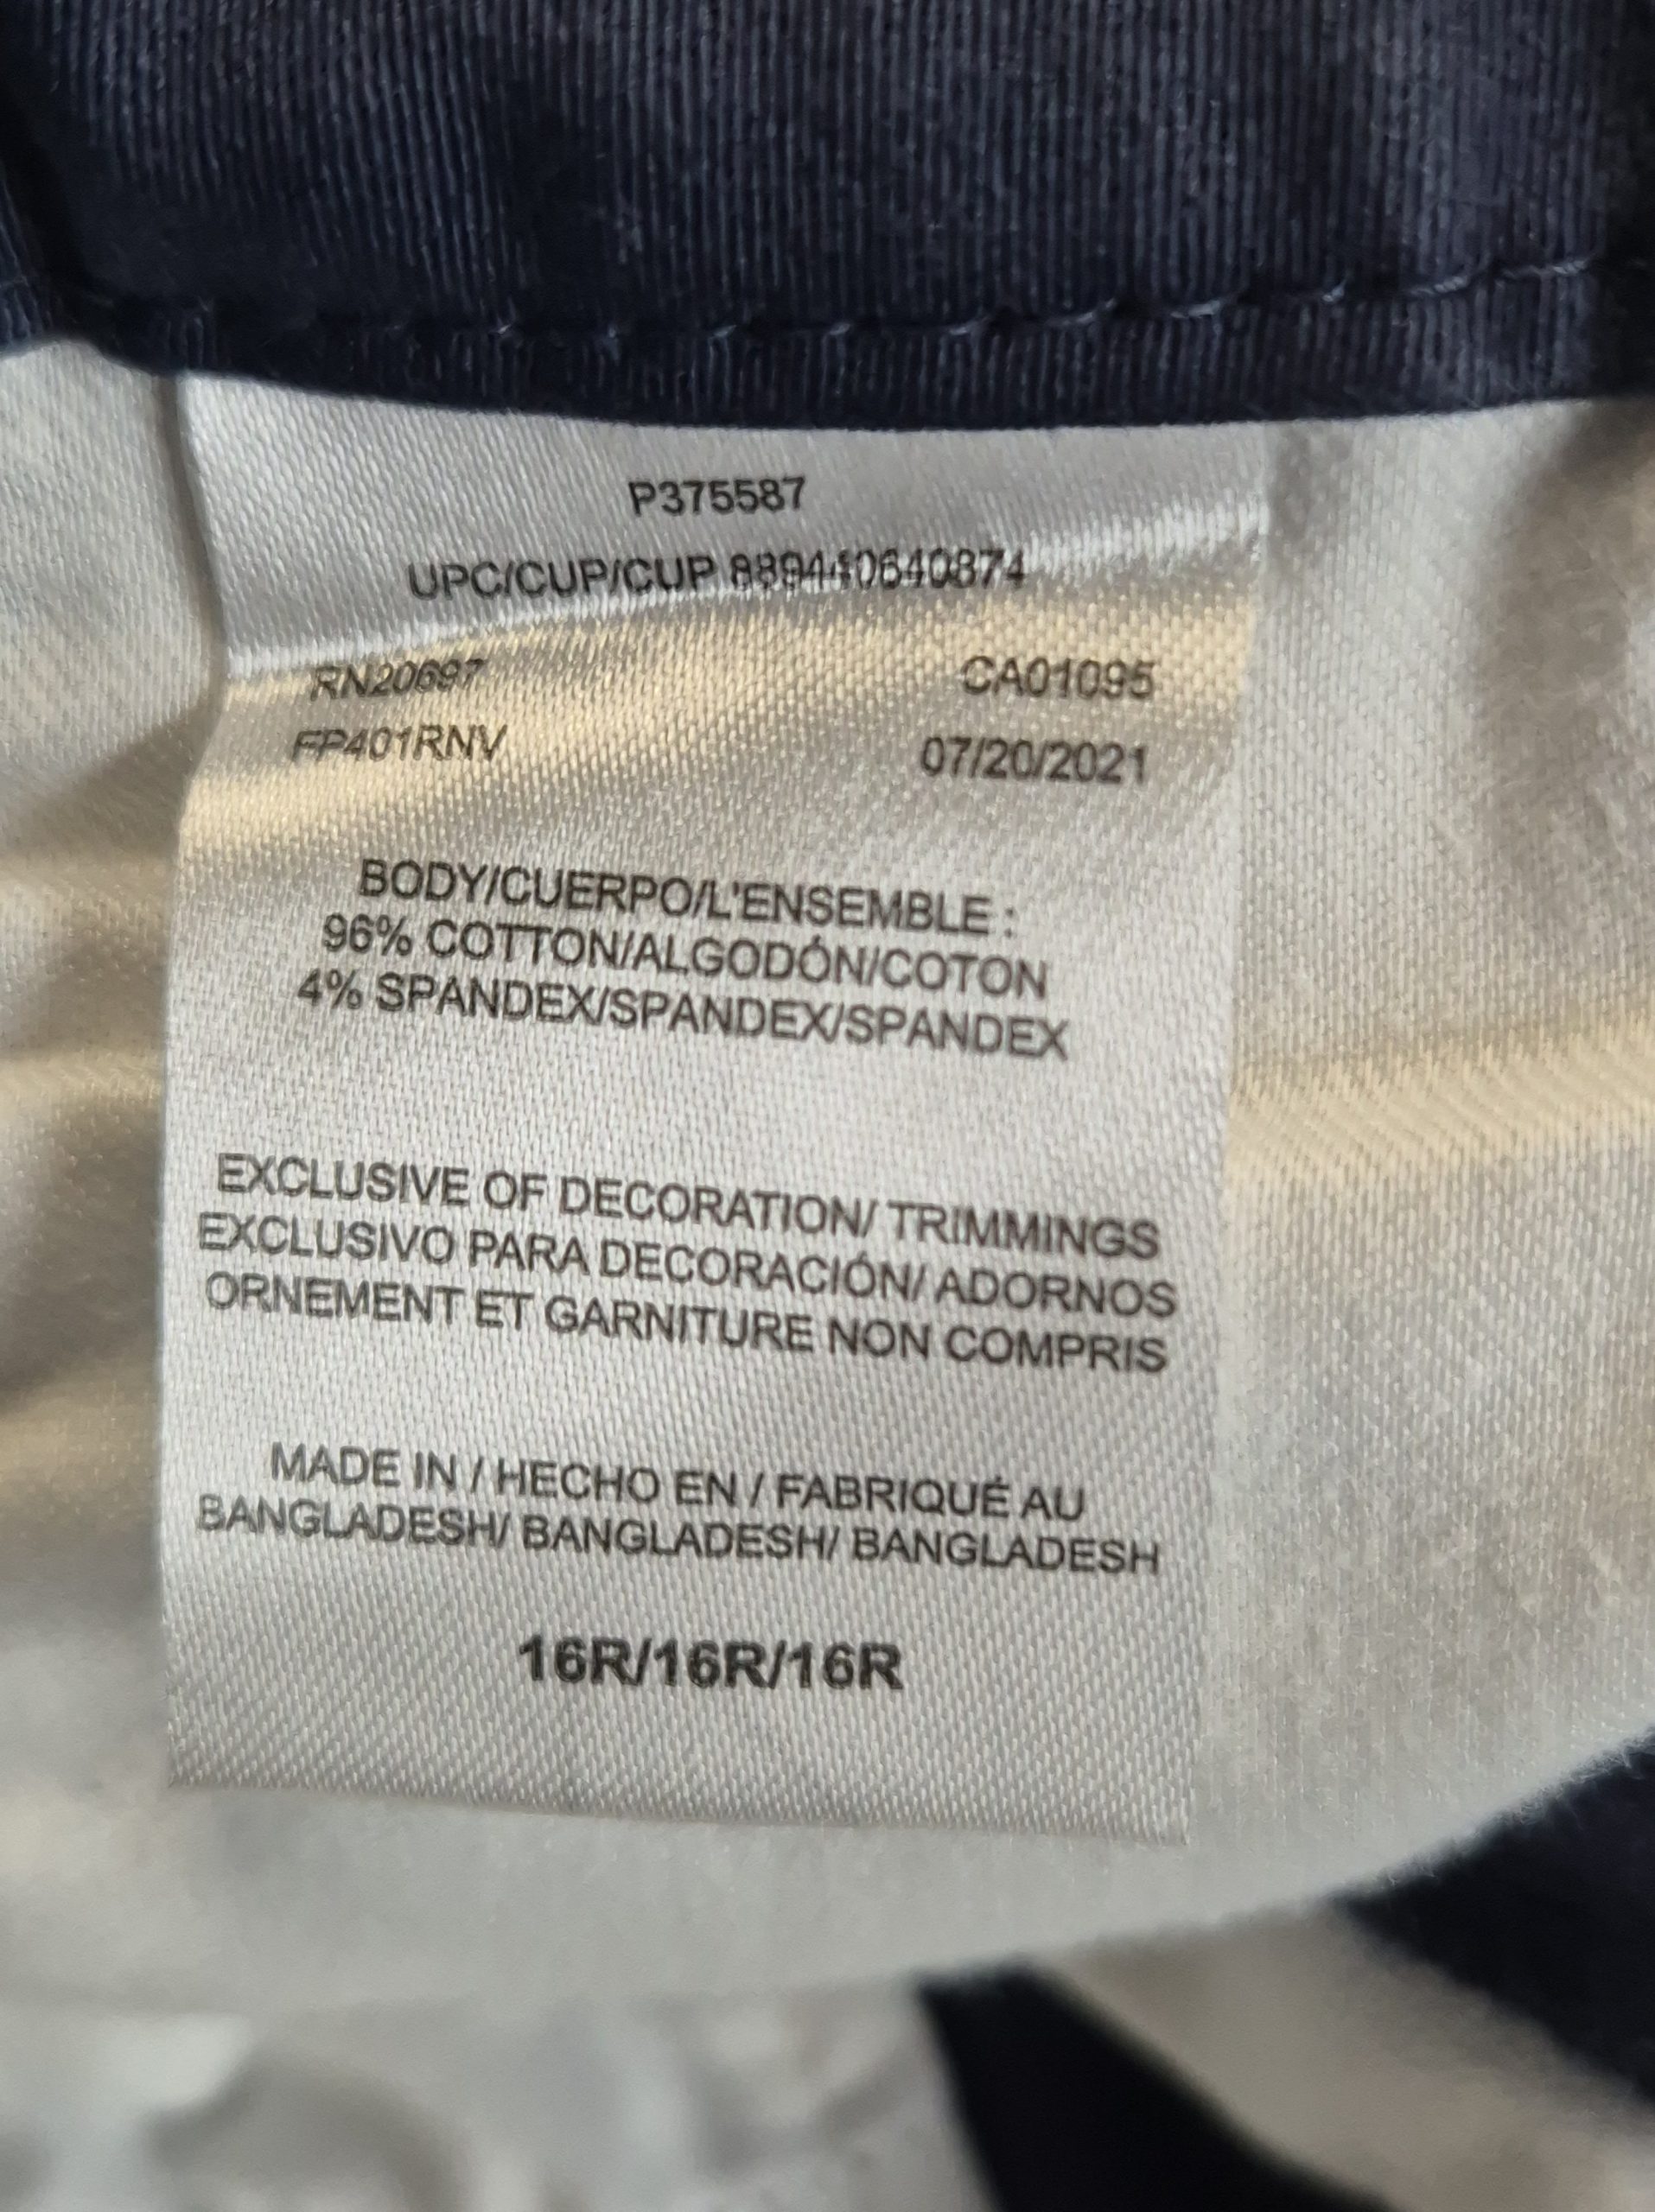 P375587
UPC/CUP/CUP 889440640874
RN20697 CA01095
FP401RNV 07/20/2021
BODY/CUERPO/L'ENSEMBLE :
96% COTTON/ALGODÓN/COTON
4% SPANDEX/SPANDEX/SPANDEX
EXCLUSIVE OF DECORATION/ TRIMMINGS
EXCLUSIVO PARA DECORACIÓN/ ADORNOS
ORNEMENT ET GARNITURE NON COMPRIS
MADE IN / HECHO EN / FABRIQUÉ AU
BANGLADESH/ BANGLADESH/ BANGLADESH
16R/16R/16R